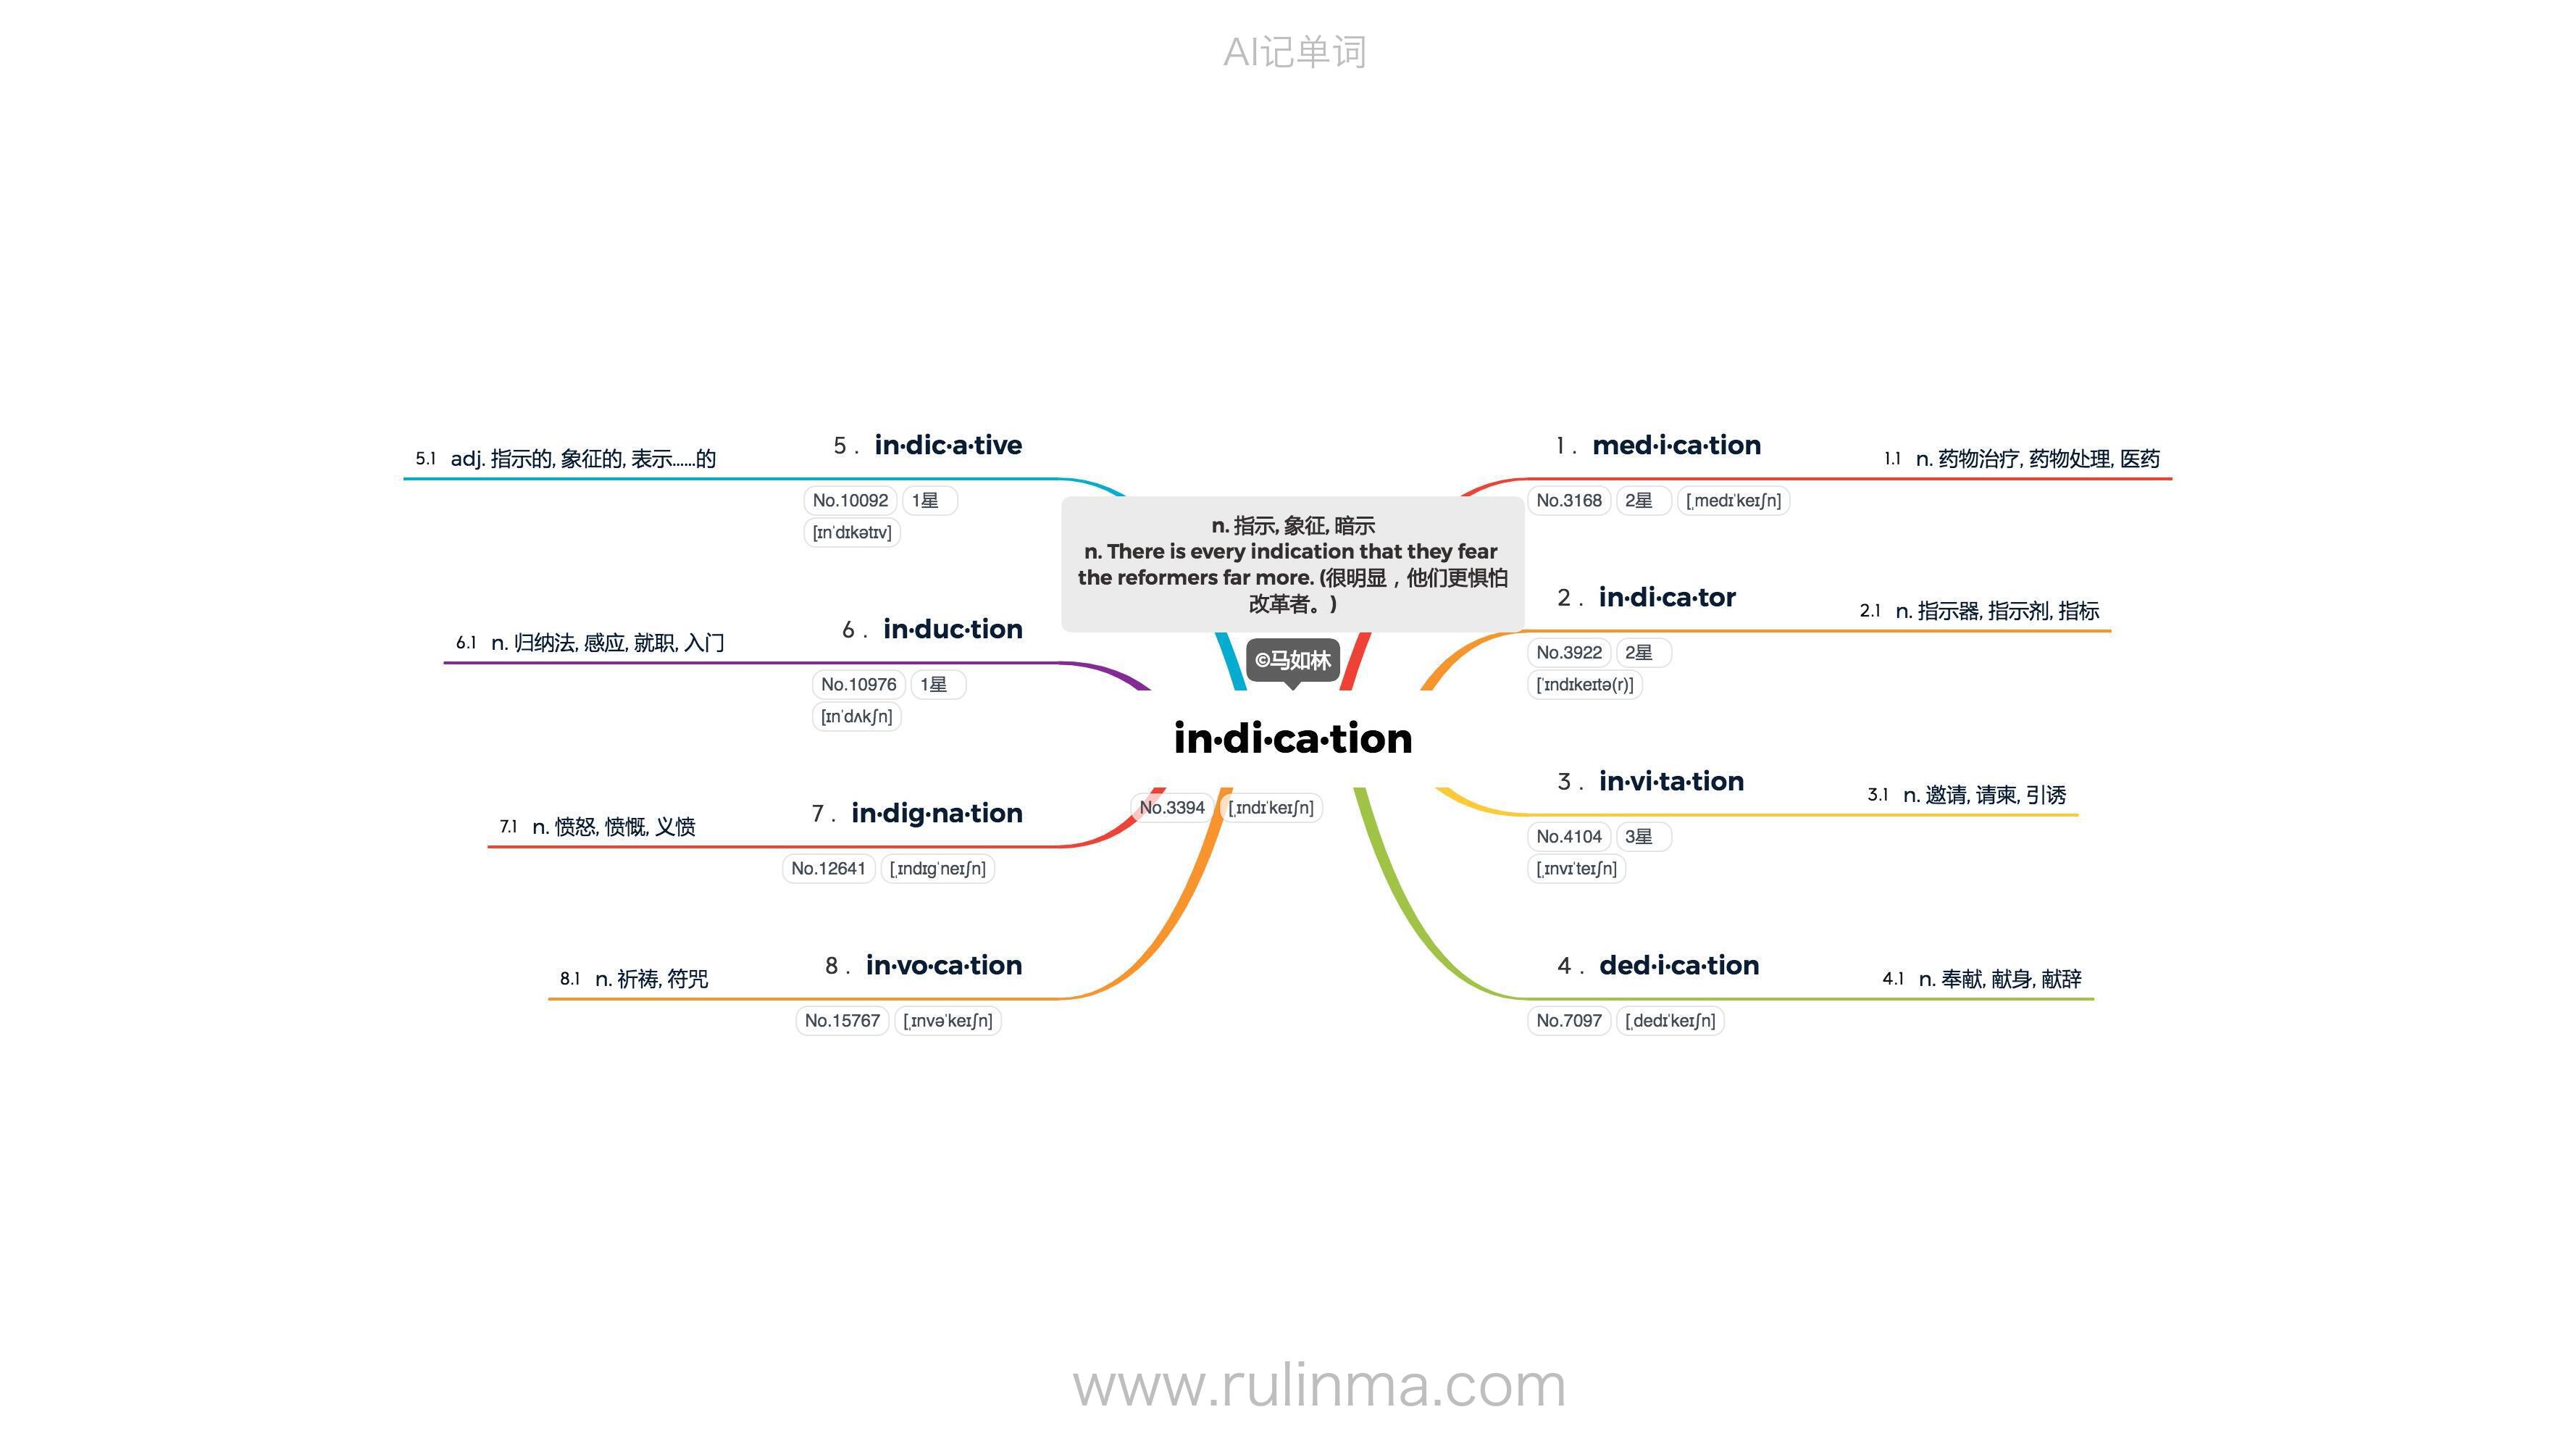 AI记单词
5 . in·dic·a·tive
5.1 adj. 指示的, 象征的, 表示......的
No.10092 1星
[ɪnˈdɪkətɪv]
6 . in·duc·tion
6.1 n. 归纳法, 感应, 就职, 入门
No.10976 1星
[ɪnˈdʌkʃn]
7 . in·dig·na·tion
7.1 n. 愤怒, 愤慨, 义愤
No.12641 [ˌɪndɪɡˈneɪʃn]
8 . in·vo·ca·tion
8.1 n. 祈祷, 符咒
No.15767 [ˌɪnvəˈkeɪʃn]
n. 指示, 象征, 暗示
n. There is every indication that they fear
the reformers far more. (很明显，他们更惧怕
改革者。)
©马如林
in·di·ca·tion
No.3394 [ˌɪndɪˈkeɪʃn]
1 . med·i·ca·tion
1.1 n. 药物治疗, 药物处理, 医药
No.3168 2星 [ˌmedɪˈkeɪʃn]
2 . in·di·ca·tor
2.1 n. 指示器, 指示剂, 指标
No.3922 2星
[ˈɪndɪkeɪtə(r)]
3 . in·vi·ta·tion
3.1 n. 邀请, 请柬, 引诱
No.4104 3星
[ˌɪnvɪˈteɪʃn]
4 . ded·i·ca·tion
4.1 n. 奉献, 献身, 献辞
No.7097 [ˌdedɪˈkeɪʃn]
www.rulinma.com